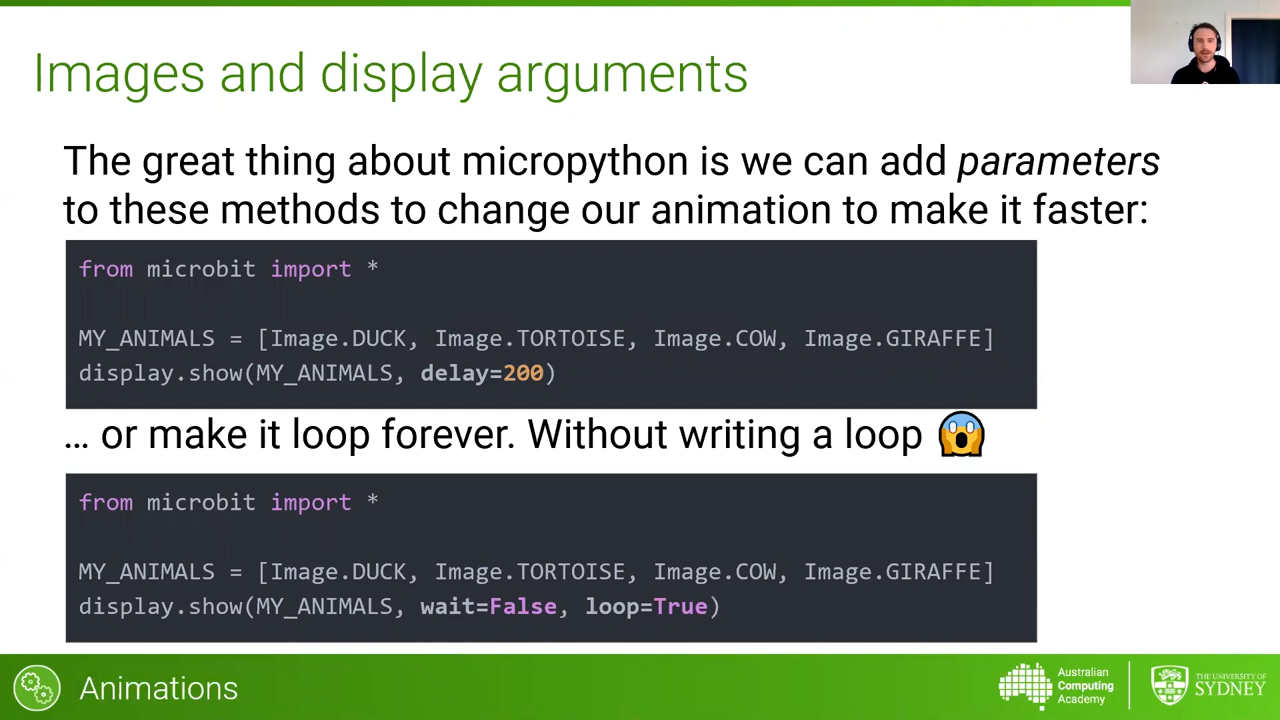 Images and display arguments
The great thing about micropython is we can add parameters
to these methods to change our animation to make it faster:
from microbit import *
MY_ANIMALS = [Image.DUCK, Image.TORTOISE, Image.COW, Image.GIRAFFE]
display.show(MY_ANIMALS, delay=200)
… or make it loop forever. Without writing a loop 😱
from microbit import *
MY_ANIMALS = [Image.DUCK, Image.TORTOISE, Image.COW, Image.GIRAFFE]
display.show(MY_ANIMALS, wait=False, loop=True)
Animations
Australian
Computing
Academy
THE UNIVERSITY OF
SYDNEY